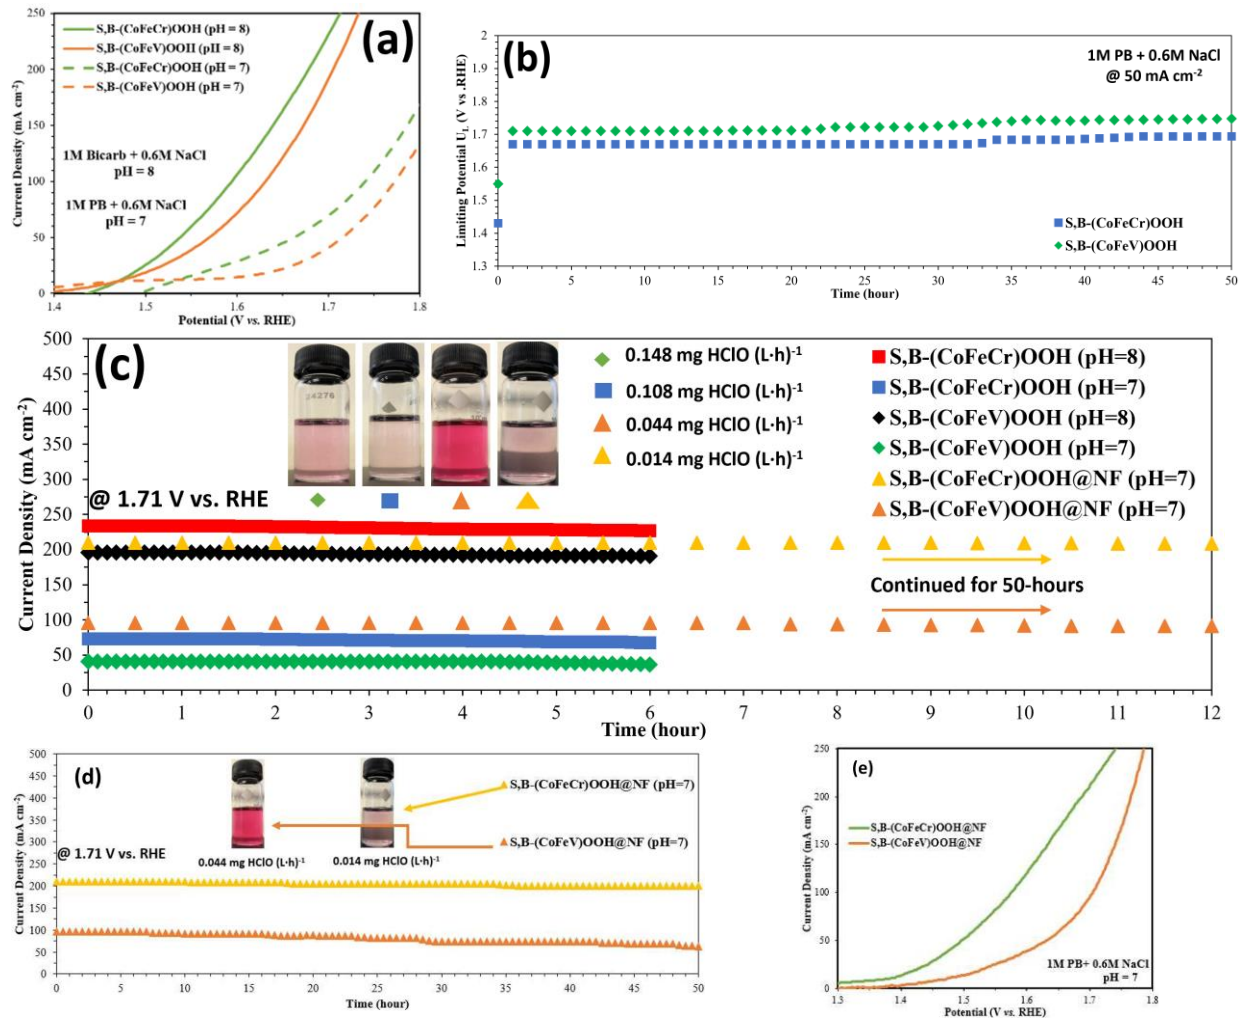 250
200
150
100
50
0
Current Density (mA cm⁻²)
S,B-(CoFeCr)OOH (pH = 8)
S,B-(CoFeV)OOH (pH = 8)
S,B-(CoFeCr)OOH (pH = 7)
S,B-(CoFeV)OOH (pH = 7)
(a)
1M Bicarb + 0.6M NaCl
pH = 8
1M PB + 0.6M NaCl
pH = 7
1.4 1.5 1.6 1.7 1.8
Potential (V vs. RHE)
2
1.9
1.8
1.7
1.6
1.5
1.4
1.3
Limiting Potential UL (V vs .RHE)
(b)
1M PB + 0.6M NaCl
@ 50 mA cm⁻²
S,B-(CoFeCr)OOH
S,B-(CoFeV)OOH
0 5 10 15 20 25 30 35 40 45 50
Time (hour)
500
450
400
350
300
250
200
150
100
50
0
Current Density (mA cm⁻²)
(c)
34276
0.148 mg HClO (L·h)⁻¹
0.108 mg HClO (L·h)⁻¹
0.044 mg HClO (L·h)⁻¹
0.014 mg HClO (L·h)⁻¹
S,B-(CoFeCr)OOH (pH=8)
S,B-(CoFeCr)OOH (pH=7)
S,B-(CoFeV)OOH (pH=8)
S,B-(CoFeV)OOH (pH=7)
S,B-(CoFeCr)OOH@NF (pH=7)
S,B-(CoFeV)OOH@NF (pH=7)
@ 1.71 V vs. RHE
Continued for 50-hours
0 1 2 3 4 5 6 7 8 9 10 11 12
Time (hour)
500
450
400
350
300
250
200
150
100
50
0
Current Density (mA cm⁻²)
(d)
S,B-(CoFeCr)OOH@NF (pH=7)
S,B-(CoFeV)OOH@NF (pH=7)
@ 1.71 V vs. RHE
0.044 mg HClO (L·h)⁻¹
0.014 mg HClO (L·h)⁻¹
0 5 10 15 20 25 30 35 40 45 50
Time (hour)
250
200
150
100
50
0
Current Density (mA cm⁻²)
(e)
S,B-(CoFeCr)OOH@NF
S,B-(CoFeV)OOH@NF
1M PB+ 0.6M NaCl
pH = 7
1.3 1.4 1.5 1.6 1.7 1.8
Potential (V vs. RHE)